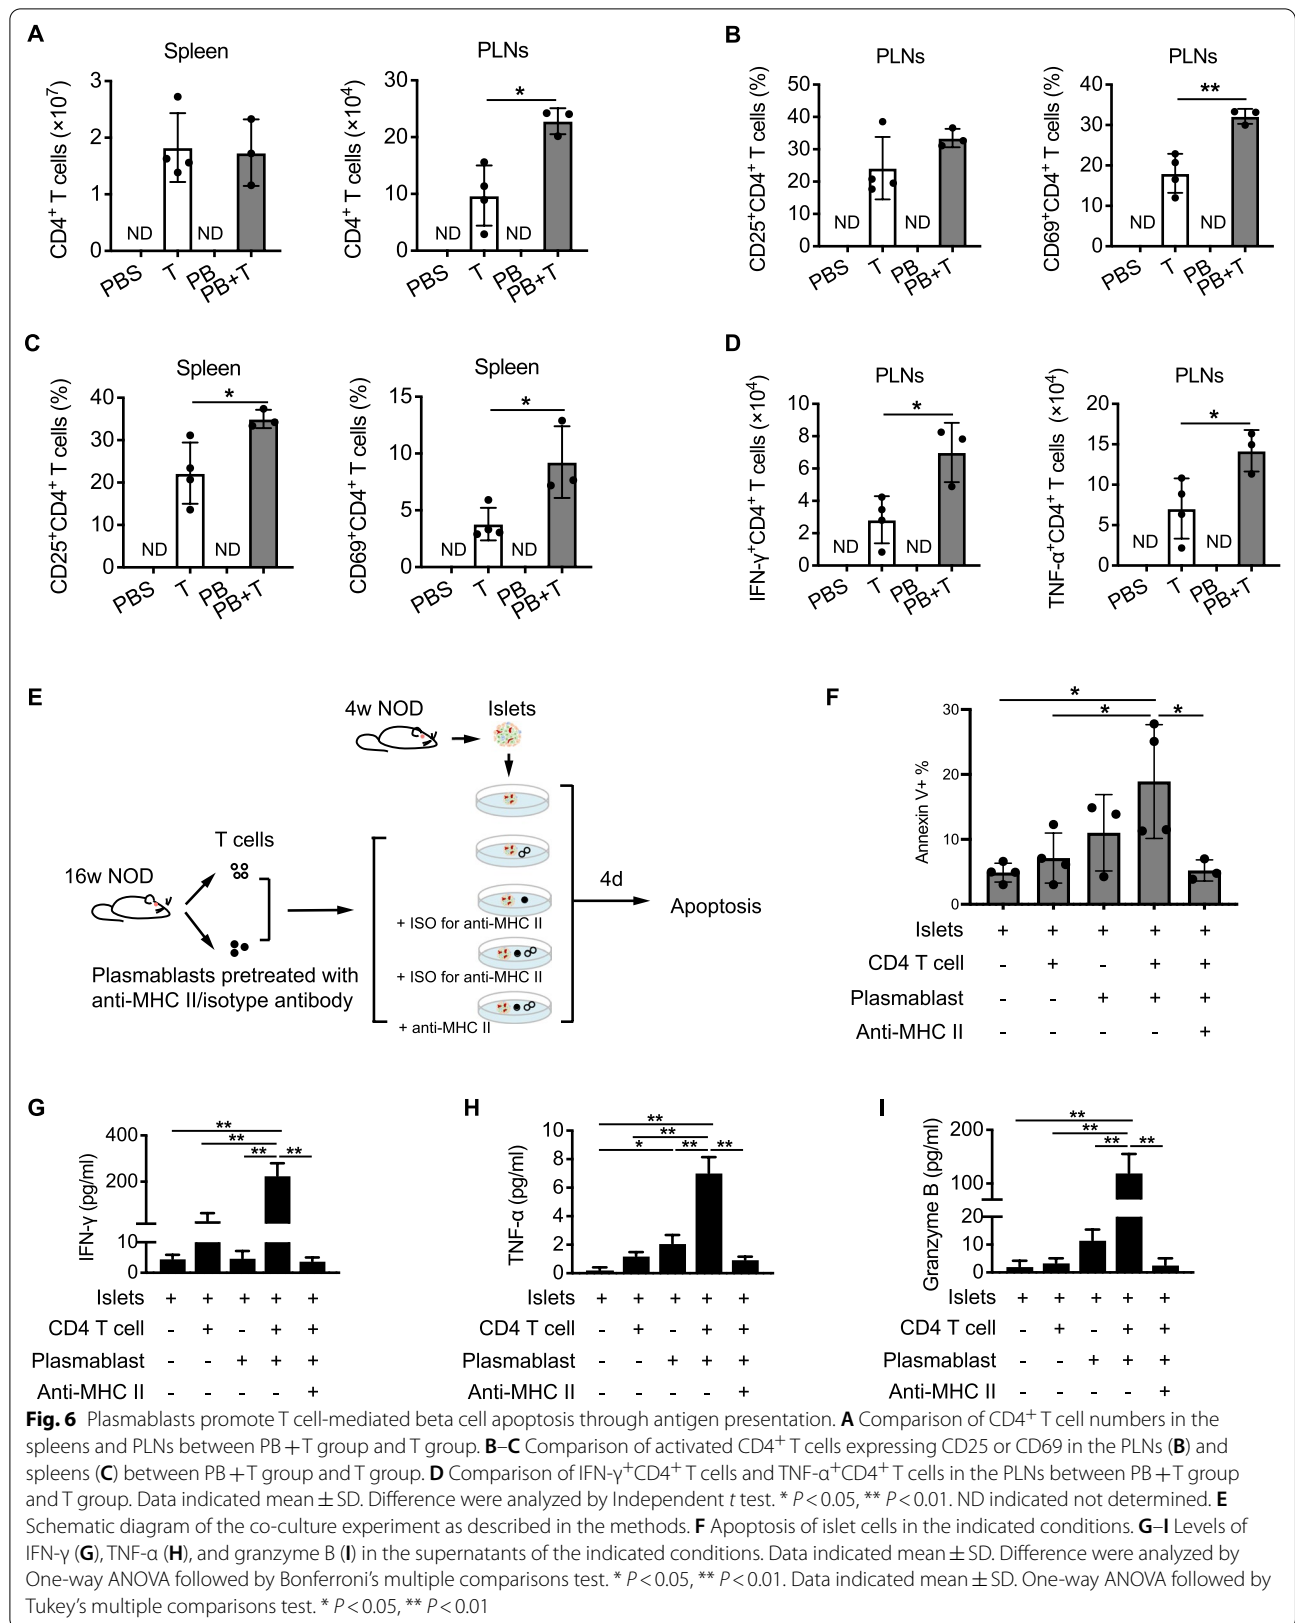 A
Spleen
CD4+ T cells (×10⁷)
3
2
1
0
ND
ND
PBS
T
PB
PB+T
PLNs
CD4+ T cells (×10⁴)
30
20
10
0
*
ND
ND
PBS
T
PB
PB+T
B
PLNs
CD25+CD4+ T cells (%)
50
40
30
20
10
0
ND
ND
PBS
T
PB
PB+T
PLNs
CD69+CD4+ T cells (%)
40
30
20
10
0
**
ND
ND
PBS
T
PB
PB+T
C
Spleen
CD25+CD4+ T cells (%)
40
30
20
10
0
*
ND
ND
PBS
T
PB
PB+T
Spleen
CD69+CD4+ T cells (%)
15
10
5
0
*
ND
ND
PBS
T
PB
PB+T
D
PLNs
IFN-γ+CD4+ T cells (×10⁴)
10
8
6
4
2
0
*
ND
ND
PBS
T
PB
PB+T
PLNs
TNF-α+CD4+ T cells (×10⁴)
20
15
10
5
0
*
ND
ND
PBS
T
PB
PB+T
E
4w NOD
Islets
T cells
16w NOD
Plasmablasts pretreated with
anti-MHC II/isotype antibody
+ ISO for anti-MHC II
+ ISO for anti-MHC II
+ anti-MHC II
4d
Apoptosis
F
Annexin V+ %
30
20
10
0
*
*
*
Islets + + + + +
CD4 T cell - + - + +
Plasmablast - - + + +
Anti-MHC II - - - - +
G
IFN-γ (pg/ml)
400
200
10
0
**
**
** **
Islets + + + + +
CD4 T cell - + - + +
Plasmablast - - + + +
Anti-MHC II - - - - +
H
TNF-α (pg/ml)
10
8
6
4
2
0
**
**
* ** **
Islets + + + + +
CD4 T cell - + - + +
Plasmablast - - + + +
Anti-MHC II - - - - +
I
Granzyme B (pg/ml)
200
100
20
10
0
**
**
** **
Islets + + + + +
CD4 T cell - + - + +
Plasmablast - - + + +
Anti-MHC II - - - - +
Fig. 6 Plasmablasts promote T cell-mediated beta cell apoptosis through antigen presentation. A Comparison of CD4+ T cell numbers in the
spleens and PLNs between PB + T group and T group. B–C Comparison of activated CD4+ T cells expressing CD25 or CD69 in the PLNs (B) and
spleens (C) between PB + T group and T group. D Comparison of IFN-γ+CD4+ T cells and TNF-α+CD4+ T cells in the PLNs between PB + T group
and T group. Data indicated mean ± SD. Difference were analyzed by Independent t test. * P < 0.05, ** P < 0.01. ND indicated not determined. E
Schematic diagram of the co-culture experiment as described in the methods. F Apoptosis of islet cells in the indicated conditions. G–I Levels of
IFN-γ (G), TNF-α (H), and granzyme B (I) in the supernatants of the indicated conditions. Data indicated mean ± SD. Difference were analyzed by
One-way ANOVA followed by Bonferroni's multiple comparisons test. * P < 0.05, ** P < 0.01. Data indicated mean ± SD. One-way ANOVA followed by
Tukey's multiple comparisons test. * P < 0.05, ** P < 0.01